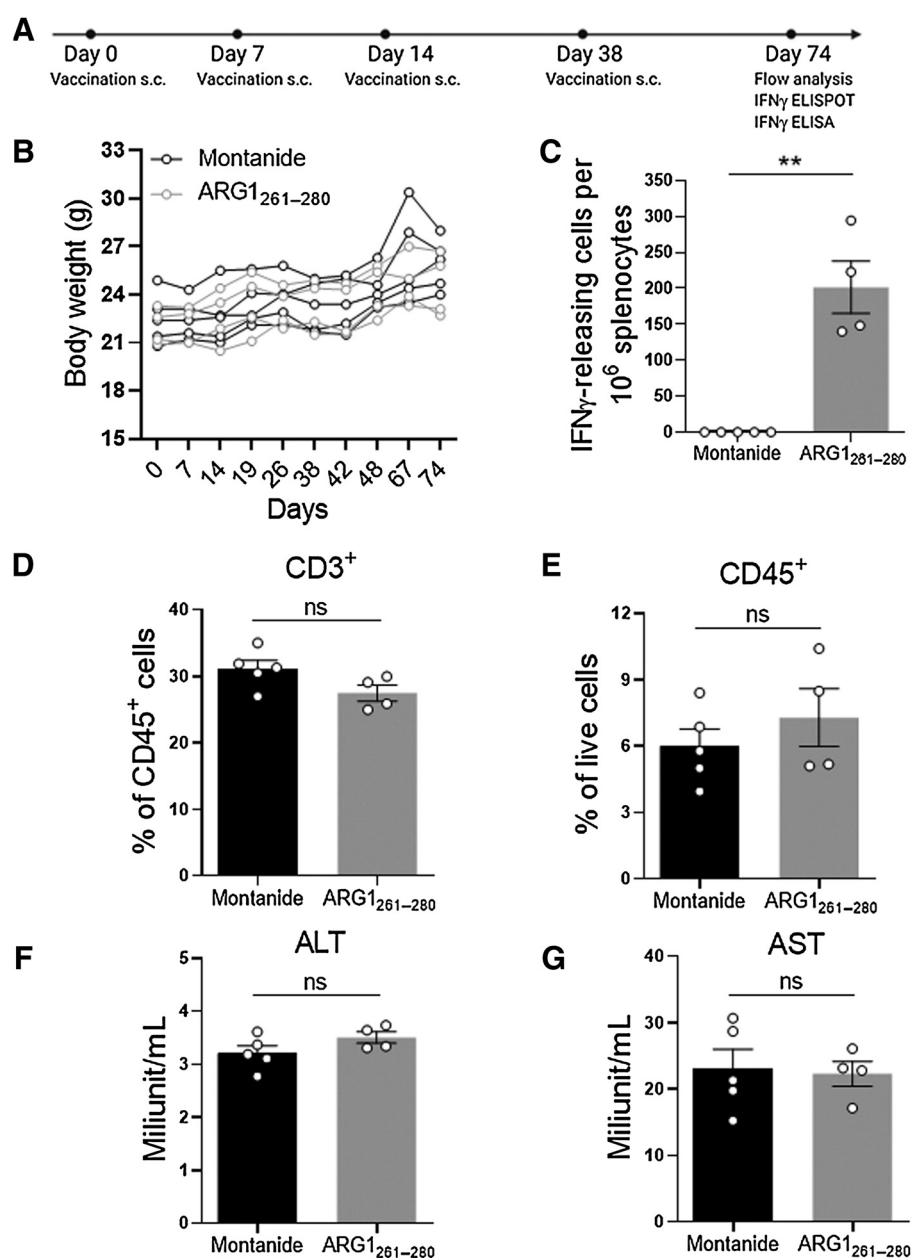 A
Day 0
Vaccination s.c.
Day 7
Vaccination s.c.
Day 14
Vaccination s.c.
Day 38
Vaccination s.c.
Day 74
Flow analysis
IFNγ ELISPOT
IFNγ ELISA
B
Body weight (g)
33
30
27
24
21
18
15
Montanide
ARG1261–280
0 7 14 19 26 38 42 48 67 74
Days
C
IFNγ-releasing cells per
10⁶ splenocytes
350
300
250
200
150
100
50
0
**
Montanide
ARG1261–280
D
CD3⁺
% of CD45⁺ cells
40
30
20
10
0
ns
Montanide
ARG1261–280
E
CD45⁺
% of live cells
12
9
6
3
0
ns
Montanide
ARG1261–280
F
ALT
Miliunit/mL
5
4
3
2
1
0
ns
Montanide
ARG1261–280
G
AST
Miliunit/mL
40
30
20
10
0
ns
Montanide
ARG1261–280